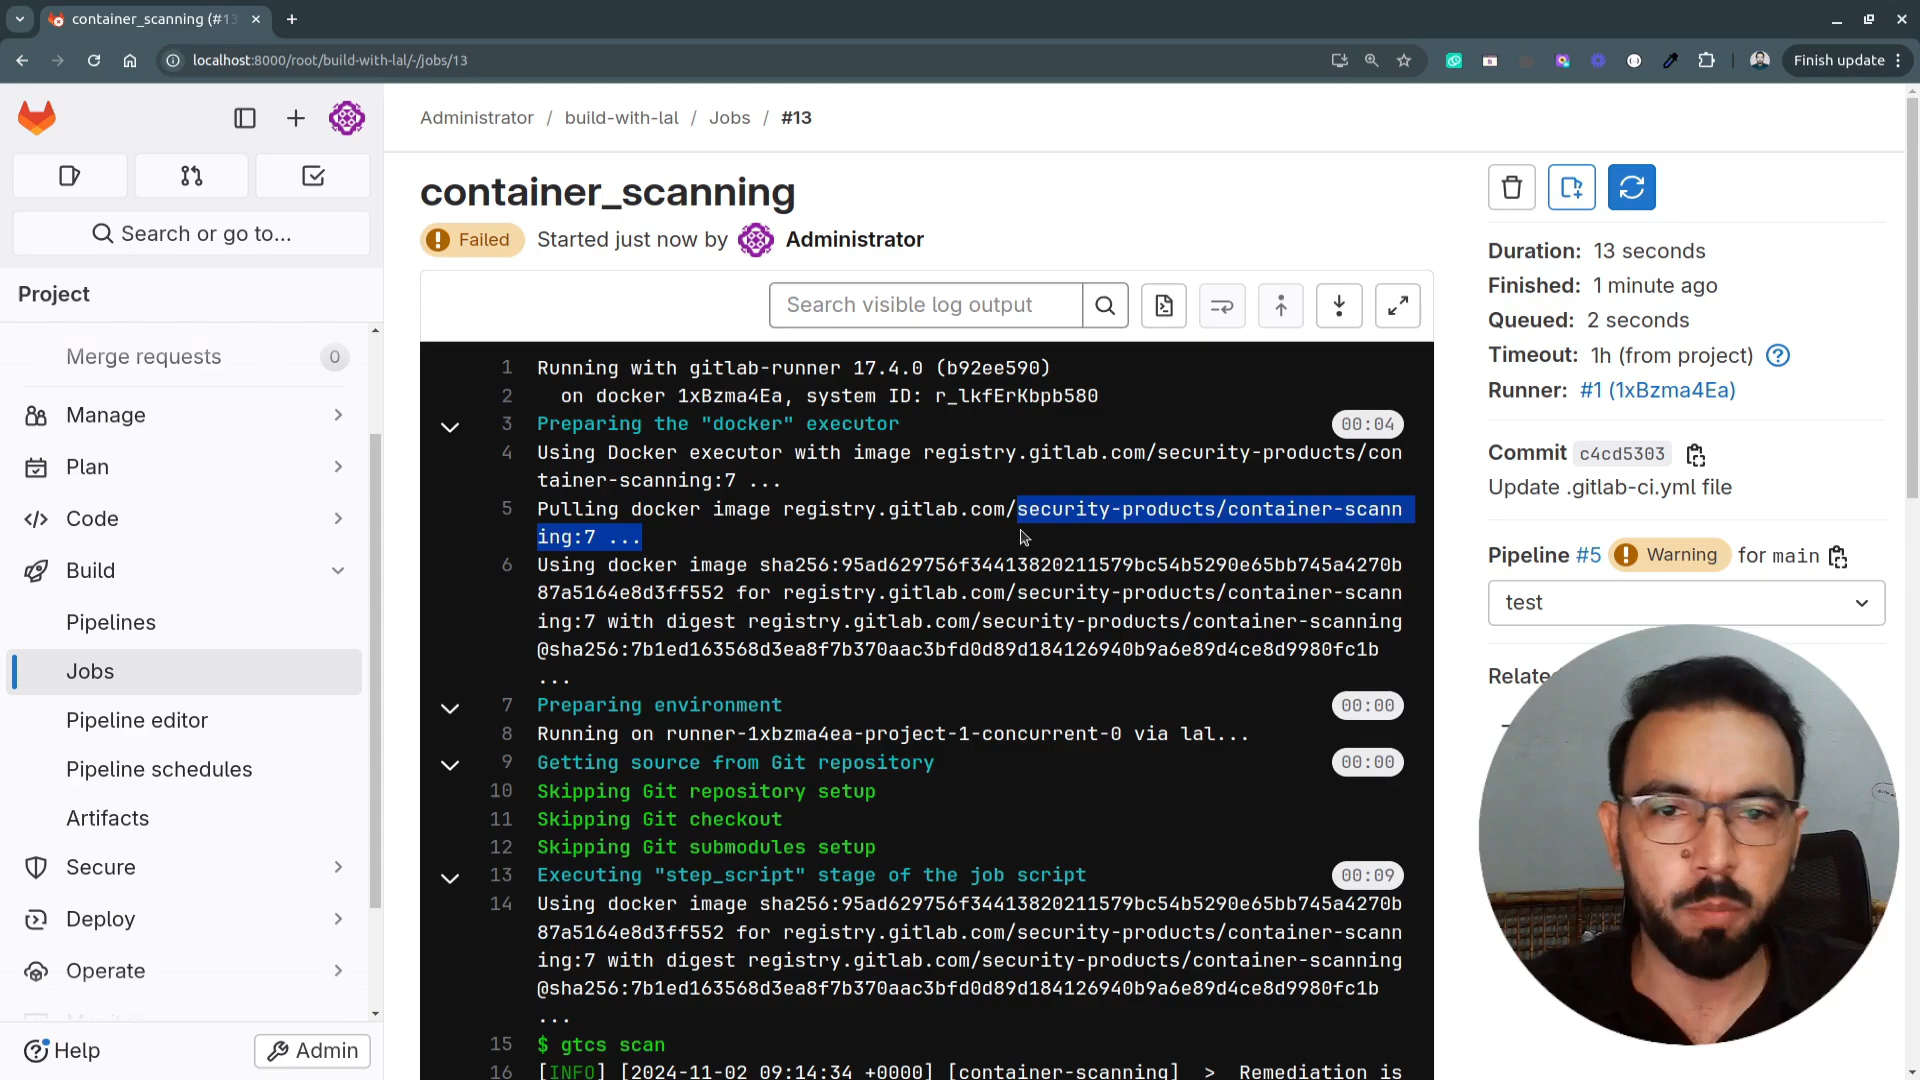 container_scanning (#13
localhost:8000/root/build-with-lal/-/jobs/13
Finish update
Administrator / build-with-lal / Jobs / #13
Search or go to...
Project
Merge requests 0
Manage
Plan
Code
Build
Pipelines
Jobs
Pipeline editor
Pipeline schedules
Artifacts
Secure
Deploy
Operate
Help
Admin
container_scanning
Failed Started just now by Administrator
Search visible log output
1 Running with gitlab-runner 17.4.0 (b92ee590)
2 on docker 1xBzma4Ea, system ID: r_lkfErKbpb580
3 Preparing the "docker" executor 00:04
4 Using Docker executor with image registry.gitlab.com/security-products/con
tainer-scanning:7 ...
5 Pulling docker image registry.gitlab.com/security-products/container-scann
ing:7 ...
6 Using docker image sha256:95ad629756f34413820211579bc54b5290e65bb745a4270b
87a5164e8d3ff552 for registry.gitlab.com/security-products/container-scann
ing:7 with digest registry.gitlab.com/security-products/container-scanning
@sha256:7b1ed163568d3ea8f7b370aac3bfd0d89d184126940b9a6e89d4ce8d9980fc1b
...
7 Preparing environment 00:00
8 Running on runner-1xbzma4ea-project-1-concurrent-0 via lal...
9 Getting source from Git repository 00:00
10 Skipping Git repository setup
11 Skipping Git checkout
12 Skipping Git submodules setup
13 Executing "step_script" stage of the job script 00:09
14 Using docker image sha256:95ad629756f34413820211579bc54b5290e65bb745a4270b
87a5164e8d3ff552 for registry.gitlab.com/security-products/container-scann
ing:7 with digest registry.gitlab.com/security-products/container-scanning
@sha256:7b1ed163568d3ea8f7b370aac3bfd0d89d184126940b9a6e89d4ce8d9980fc1b
...
15 $ gtcs scan
16 [INFO] [2024-11-02 09:14:34 +0000] [container-scanning] > Remediation is
Duration: 13 seconds
Finished: 1 minute ago
Queued: 2 seconds
Timeout: 1h (from project)
Runner: #1 (1xBzma4Ea)
Commit c4cd5303
Update .gitlab-ci.yml file
Pipeline #5 Warning for main
test
Relate